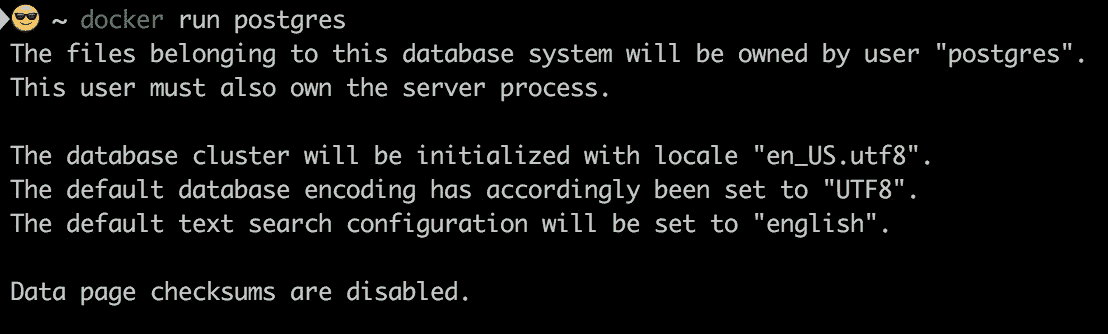 😎 ~ docker run postgres
The files belonging to this database system will be owned by user "postgres".
This user must also own the server process.
The database cluster will be initialized with locale "en_US.utf8".
The default database encoding has accordingly been set to "UTF8".
The default text search configuration will be set to "english".
Data page checksums are disabled.